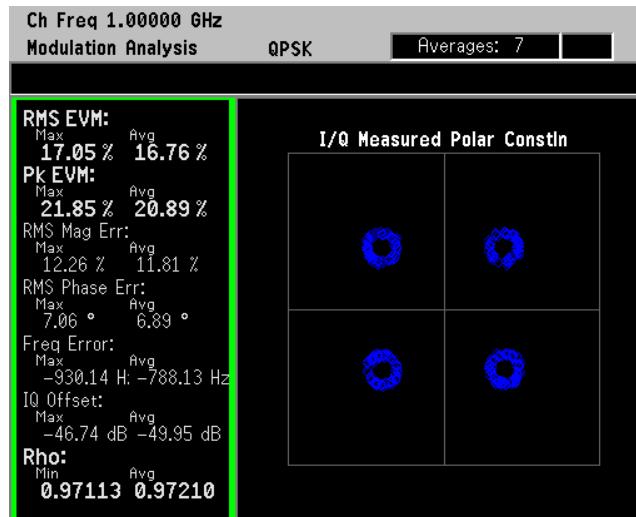 Ch Freq 1.00000 GHz
Modulation Analysis QPSK Averages: 7
I/Q Measured Polar Constln
RMS EVM:
Max Avg
17.05 % 16.76 %
Pk EVM:
Max Avg
21.85 % 20.89 %
RMS Mag Err:
Max Avg
12.26 % 11.81 %
RMS Phase Err:
Max Avg
7.06 ° 6.89 °
Freq Error:
Max Avg
-930.14 H: -788.13 Hz
IQ Offset:
Max Avg
-46.74 dB -49.95 dB
Rho:
Min Avg
0.97113 0.97210